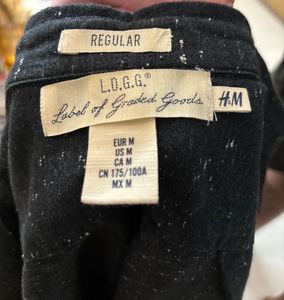 REGULAR
L.O.G.G.®
Label of Graded Goods
H&M
EUR M
US M
CA M
CN 175/100A
MX M